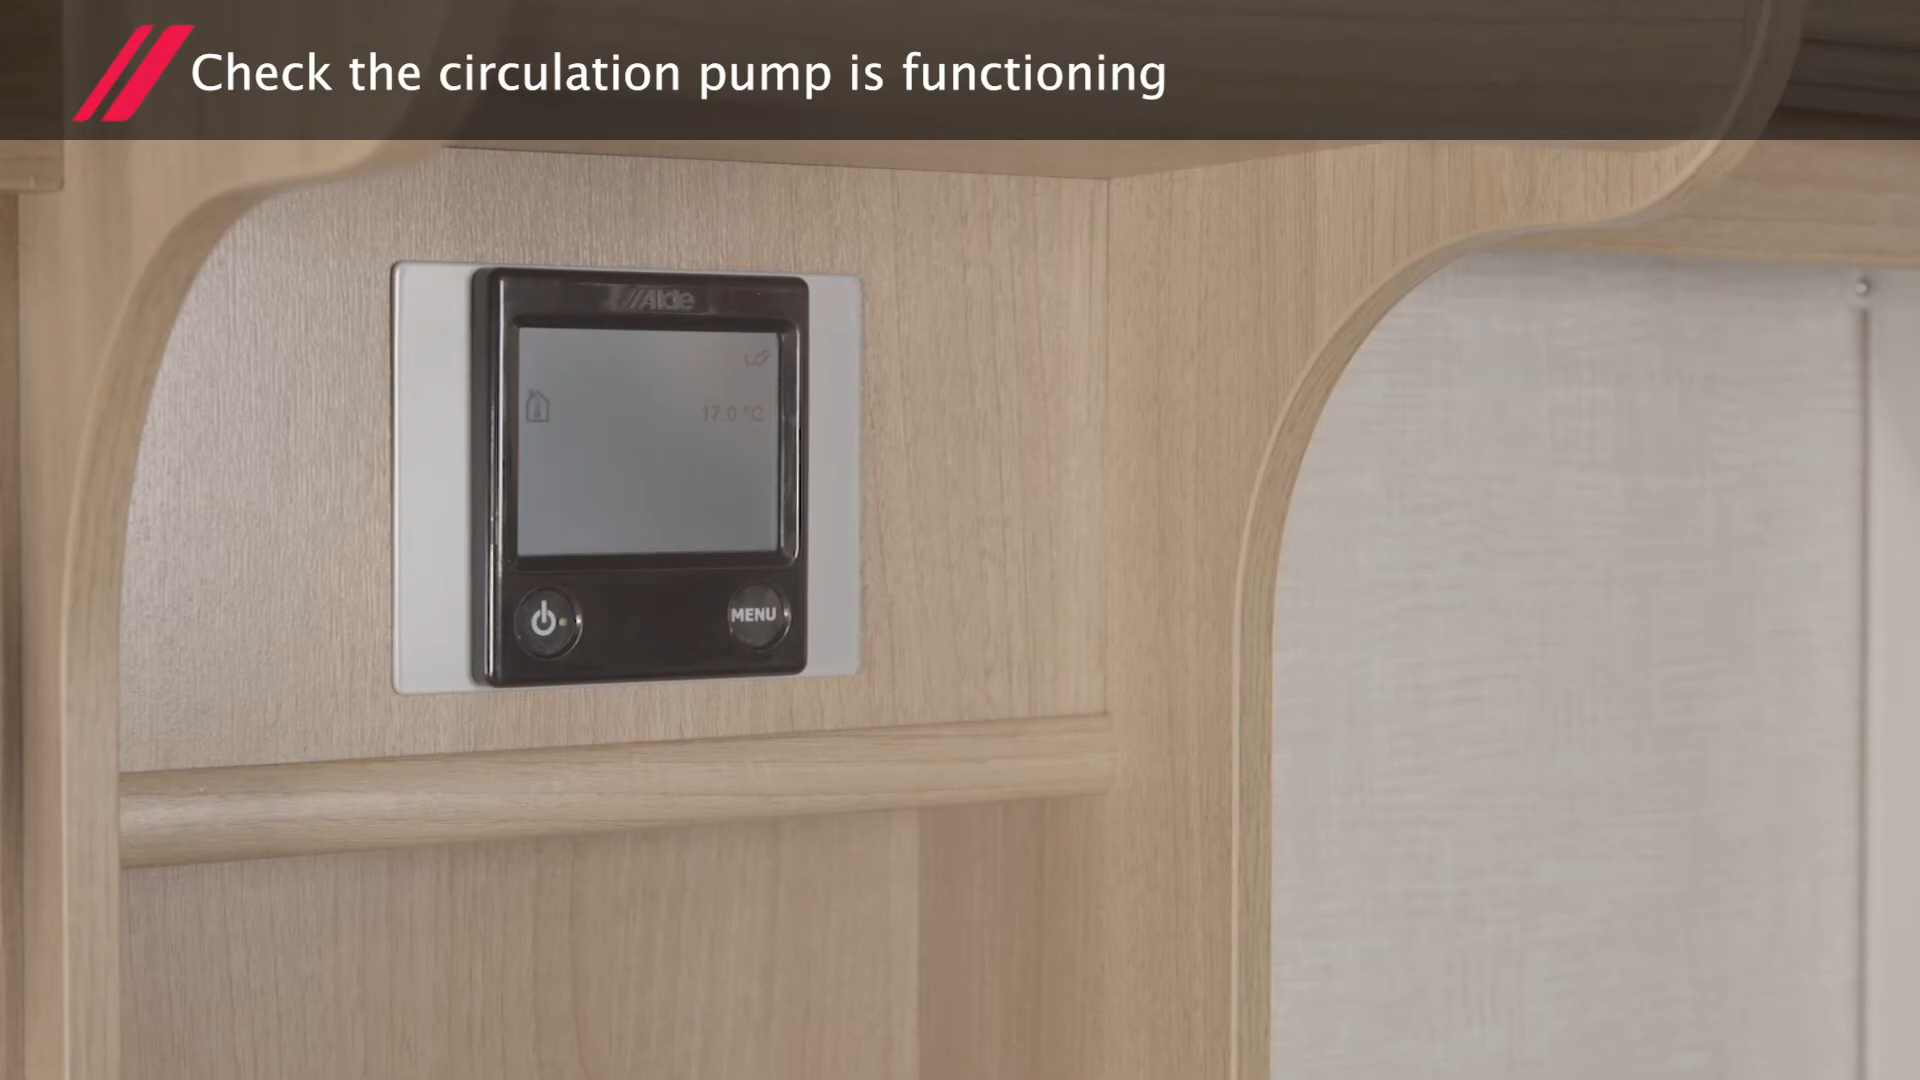 Check the circulation pump is functioning
//Alde
17.0 °C
MENU